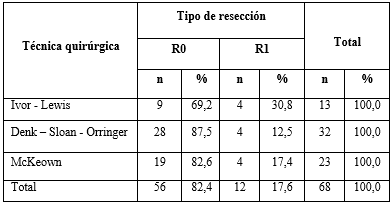 Técnica quirúrgica Tipo de resección Total
R0 R1
n % n % n %
Ivor - Lewis 9 69,2 4 30,8 13 100,0
Denk – Sloan - Orringer 28 87,5 4 12,5 32 100,0
McKeown 19 82,6 4 17,4 23 100,0
Total 56 82,4 12 17,6 68 100,0